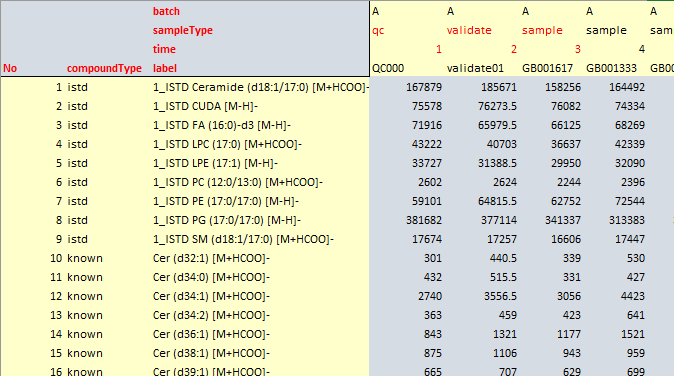 batch A A A A A
sampleType qc validate sample sample sam
time 1 2 3 4
No compoundType label QC000 validate01 GB001617 GB001333 GB00
1 istd 1_ISTD Ceramide (d18:1/17:0) [M+HCOO]- 167879 185671 158256 164492
2 istd 1_ISTD CUDA [M-H]- 75578 76273.5 76082 74334
3 istd 1_ISTD FA (16:0)-d3 [M-H]- 71916 65979.5 66125 68269
4 istd 1_ISTD LPC (17:0) [M+HCOO]- 43222 40703 36637 42339
5 istd 1_ISTD LPE (17:1) [M-H]- 33727 31388.5 29950 32090
6 istd 1_ISTD PC (12:0/13:0) [M+HCOO]- 2602 2624 2244 2396
7 istd 1_ISTD PE (17:0/17:0) [M-H]- 59101 64815.5 62752 72544
8 istd 1_ISTD PG (17:0/17:0) [M-H]- 381682 377114 341337 313383
9 istd 1_ISTD SM (d18:1/17:0) [M+HCOO]- 17674 17257 16606 17447
10 known Cer (d32:1) [M+HCOO]- 301 440.5 339 530
11 known Cer (d34:0) [M+HCOO]- 432 515.5 331 427
12 known Cer (d34:1) [M+HCOO]- 2740 3556.5 3056 4423
13 known Cer (d34:2) [M+HCOO]- 363 459 423 641
14 known Cer (d36:1) [M+HCOO]- 843 1321 1177 1521
15 known Cer (d38:1) [M+HCOO]- 875 1106 943 959
16 known Cer (d39:1) [M+HCOO]- 665 707 629 699